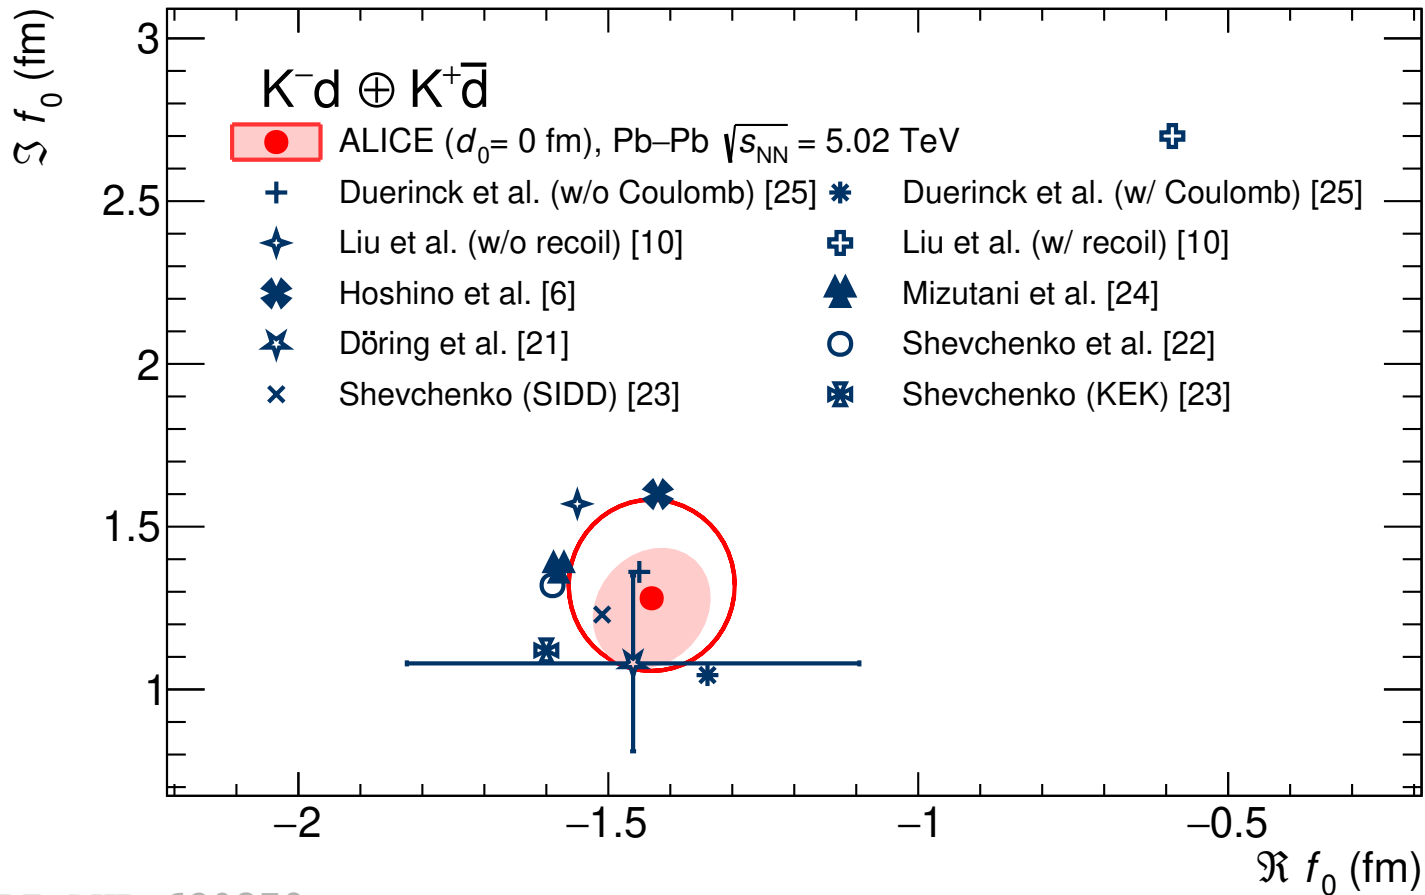 ℑ f0 (fm)
3
2.5
2
1.5
1
K⁻d ⊕ K⁺d̅
ALICE (d0= 0 fm), Pb–Pb √sNN = 5.02 TeV
Duerinck et al. (w/o Coulomb) [25]
Duerinck et al. (w/ Coulomb) [25]
Liu et al. (w/o recoil) [10]
Liu et al. (w/ recoil) [10]
Hoshino et al. [6]
Mizutani et al. [24]
Döring et al. [21]
Shevchenko et al. [22]
Shevchenko (SIDD) [23]
Shevchenko (KEK) [23]
−2
−1.5
−1
−0.5
ℜ f0 (fm)